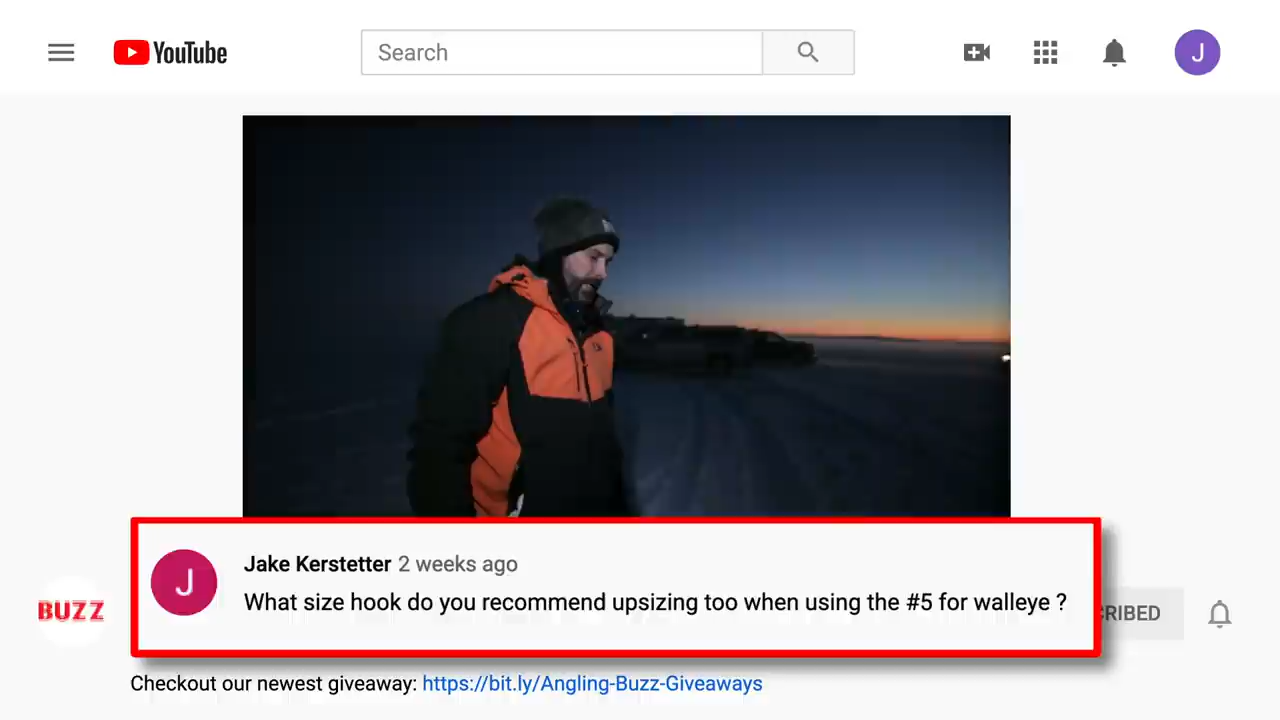 YouTube
Search
J
J
Jake Kerstetter 2 weeks ago
What size hook do you recommend upsizing too when using the #5 for walleye ?
BUZZ
CRIBED
Checkout our newest giveaway: https://bit.ly/Angling-Buzz-Giveaways